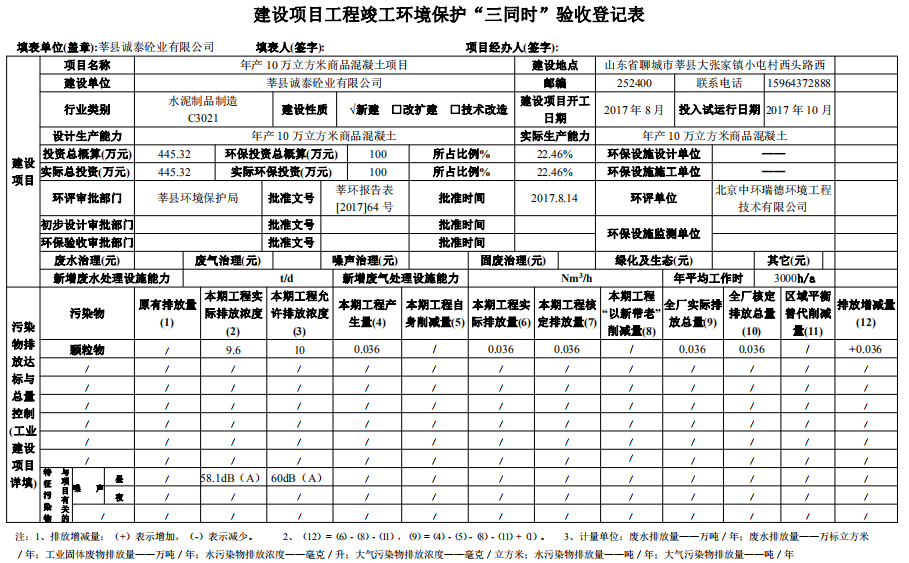 建设项目工程竣工环境保护“三同时”验收登记表
填表单位(盖章):莘县诚泰砼业有限公司 填表人(签字): 项目经办人(签字):
建设项目
项目名称 年产10万立方米商品混凝土项目 建设地点 山东省聊城市莘县大张家镇小屯村西头路西
建设单位 莘县诚泰砼业有限公司 邮编 252400 联系电话 15964372888
行业类别 水泥制品制造 C3021 建设性质 √新建 □改扩建 □技术改造 建设项目开工日期 2017年8月 投入试运行日期 2017年10月
设计生产能力 年产10万立方米商品混凝土 实际生产能力 年产10万立方米商品混凝土
投资总概算(万元) 445.32 环保投资总概算(万元) 100 所占比例% 22.46% 环保设施设计单位 ——
实际总投资(万元) 445.32 实际环保投资(万元) 100 所占比例% 22.46% 环保设施施工单位 ——
环评审批部门 莘县环境保护局 批准文号 莘环报告表[2017]64号 批准时间 2017.8.14 环评单位 北京中环瑞德环境工程技术有限公司
初步设计审批部门 批准文号 批准时间 环保设施监测单位
环保验收审批部门 批准文号 批准时间
废水治理(元) 废气治理(元) 噪声治理(元) 固废治理(元) 绿化及生态(元) 其它(元)
新增废水处理设施能力 t/d 新增废气处理设施能力 Nm³/h 年平均工作时 3000h/a
污染物排放达标与总量控制(工业建设项目详填)
污染物 原有排放量(1) 本期工程实际排放浓度(2) 本期工程允许排放浓度(3) 本期工程产生量(4) 本期工程自身削减量(5) 本期工程实际排放量(6) 本期工程核定排放量(7) 本期工程“以新带老”削减量(8) 全厂实际排放总量(9) 全厂核定排放总量(10) 区域平衡替代削减量(11) 排放增减量(12)
颗粒物 / 9.6 10 0.036 / 0.036 0.036 / 0.036 0.036 / +0.036
/ / / / / / / / / / / / /
/ / / / / / / / / / / / /
/ / / / / / / / / / / / /
/ / / / / / / / / / / / /
/ / / / / / / / / / / / /
/ / / / / / / / / / / / /
与项目有关的特征污染物
噪声 昼 / 58.1dB（A） 60dB（A） / / / / / / / / /
夜 / / / / / / / / / / / /
/ / / / / / / / / / / / /
注：1、排放增减量：（+）表示增加，（-）表示减少。 2、（12）=（6）-（8）-（11），（9）=（4）-（5）-（8）-（11）+（1）。 3、计量单位：废水排放量——万吨/年；废水排放量——万标立方米
/年；工业固体废物排放量——万吨/年；水污染物排放浓度——毫克/升；大气污染物排放浓度——毫克/立方米；水污染物排放量——吨/年；大气污染物排放量——吨/年